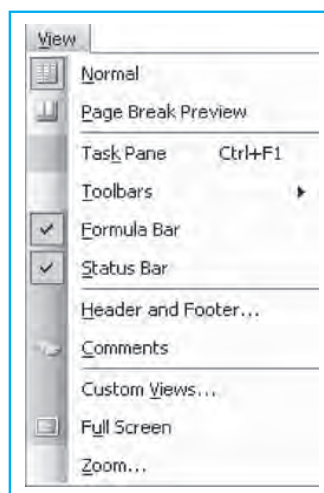 View
Normal
Page Break Preview
Task Pane Ctrl+F1
Toolbars
Formula Bar
Status Bar
Header and Footer...
Comments
Custom Views...
Full Screen
Zoom...